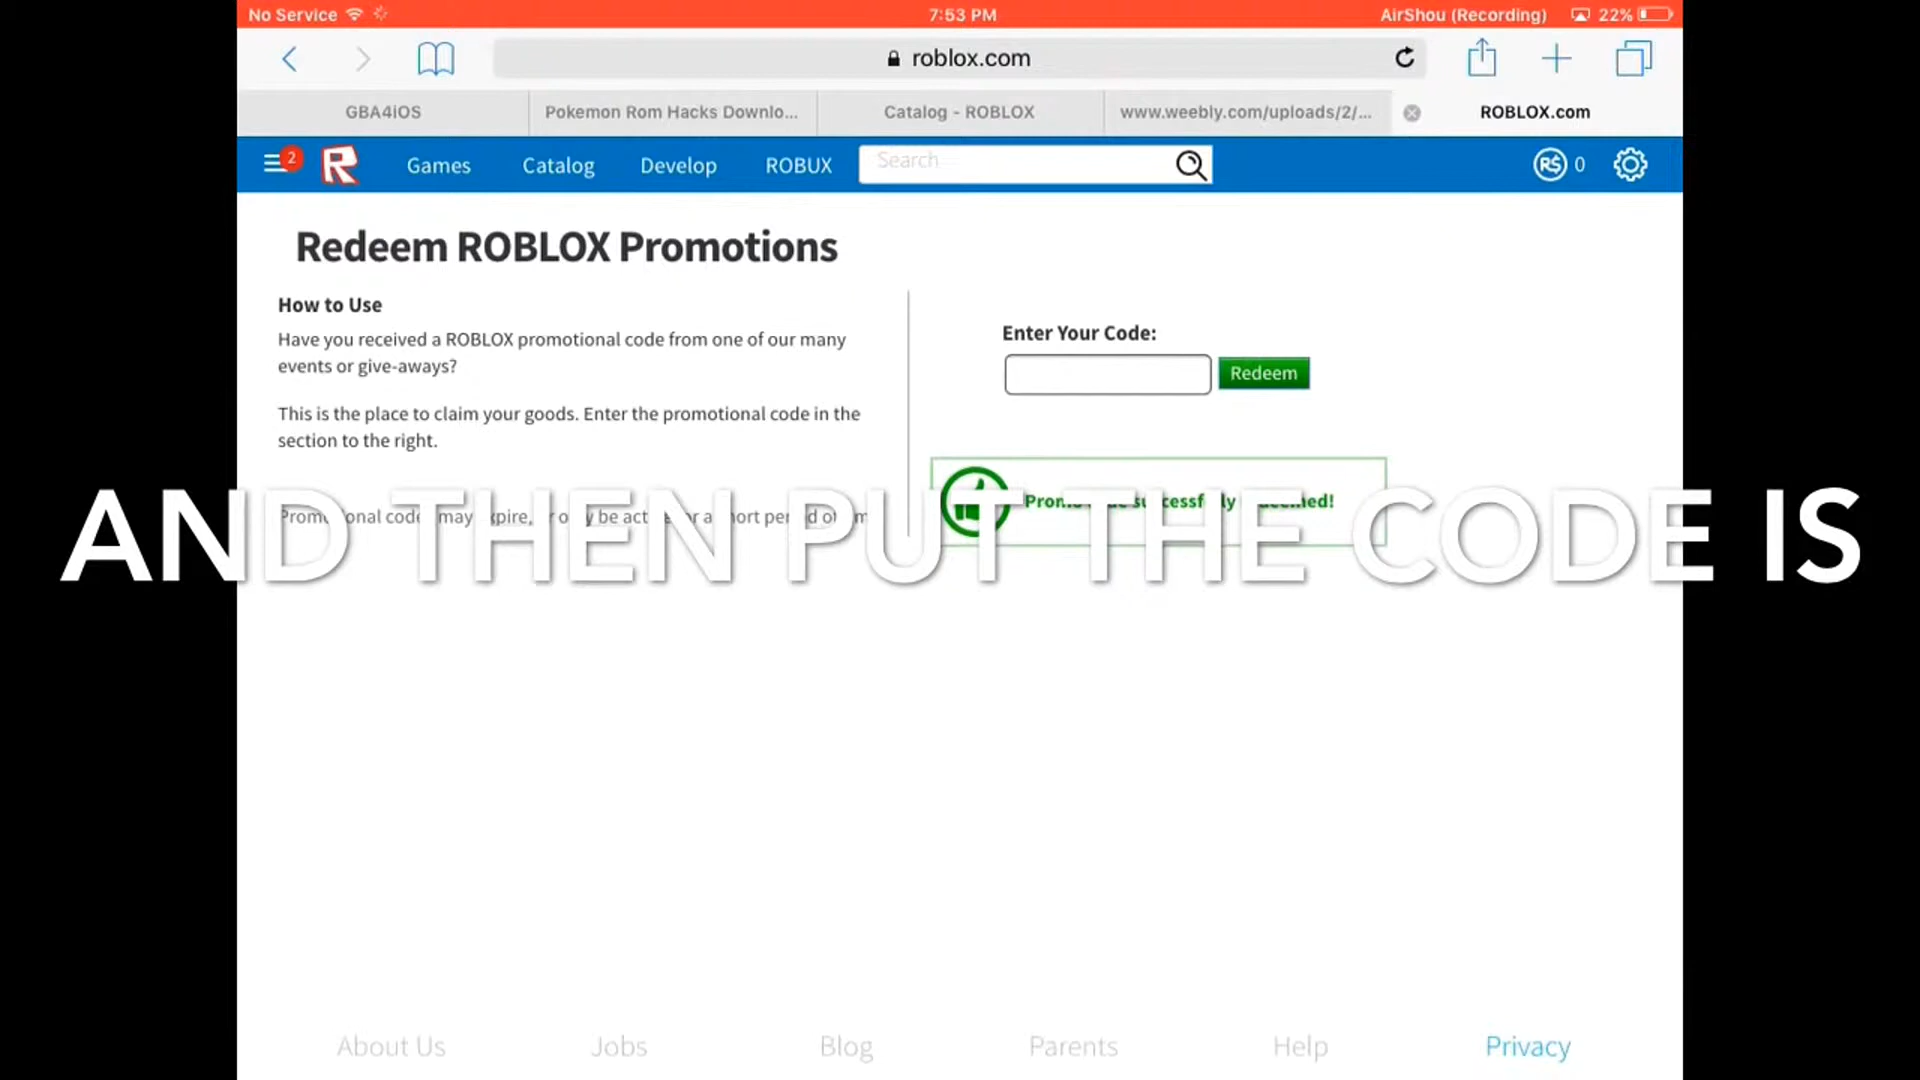 No Service
7:53 PM
AirShou (Recording)
22%
roblox.com
GBA4iOS
Pokemon Rom Hacks Downlo...
Catalog - ROBLOX
www.weebly.com/uploads/2/...
ROBLOX.com
2
R
Games
Catalog
Develop
ROBUX
Search
R$ 0
Redeem ROBLOX Promotions
How to Use
Have you received a ROBLOX promotional code from one of our many
events or give-aways?
This is the place to claim your goods. Enter the promotional code in the
section to the right.
may
Enter Your Code:
Redeem
AND THEN PUT THE CODE IS
About Us
Jobs
Blog
Parents
Help
Privacy